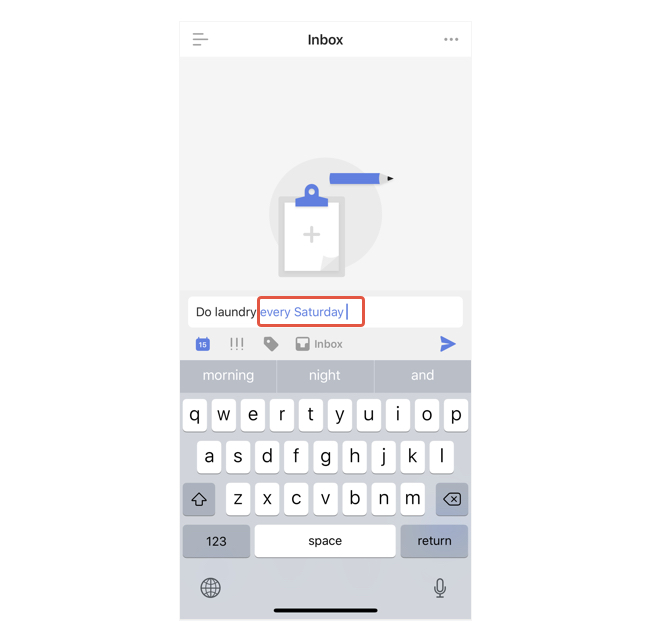 Inbox
Do laundry every Saturday
15 !!! Inbox
morning night and
q w e r t y u i o p
a s d f g h j k l
z x c v b n m
123 space return